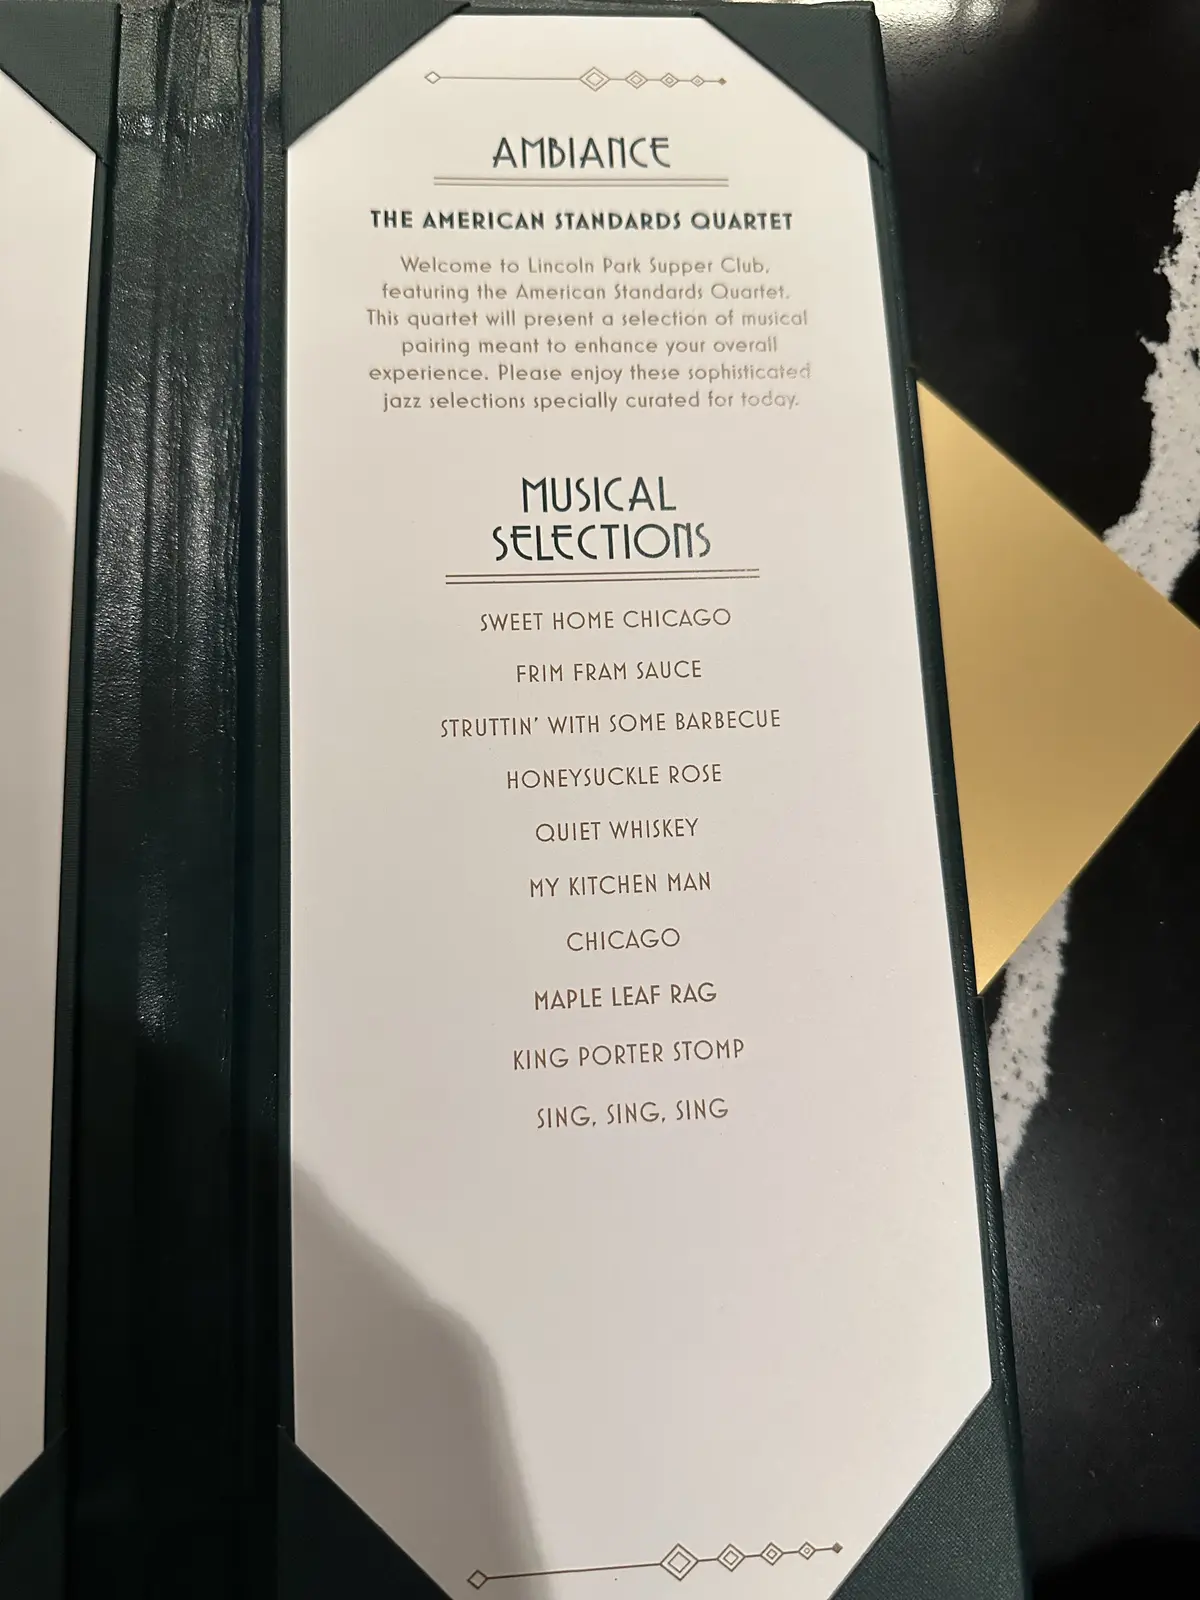 AMBIANCE
THE AMERICAN STANDARDS QUARTET
Welcome to Lincoln Park Supper Club,
featuring the American Standards Quartet.
This quartet will present a selection of musical
pairing meant to enhance your overall
experience. Please enjoy these sophisticated
jazz selections specially curated for today.
MUSICAL
SELECTIONS
SWEET HOME CHICAGO
FRIM FRAM SAUCE
STRUTTIN' WITH SOME BARBECUE
HONEYSUCKLE ROSE
QUIET WHISKEY
MY KITCHEN MAN
CHICAGO
MAPLE LEAF RAG
KING PORTER STOMP
SING, SING, SING